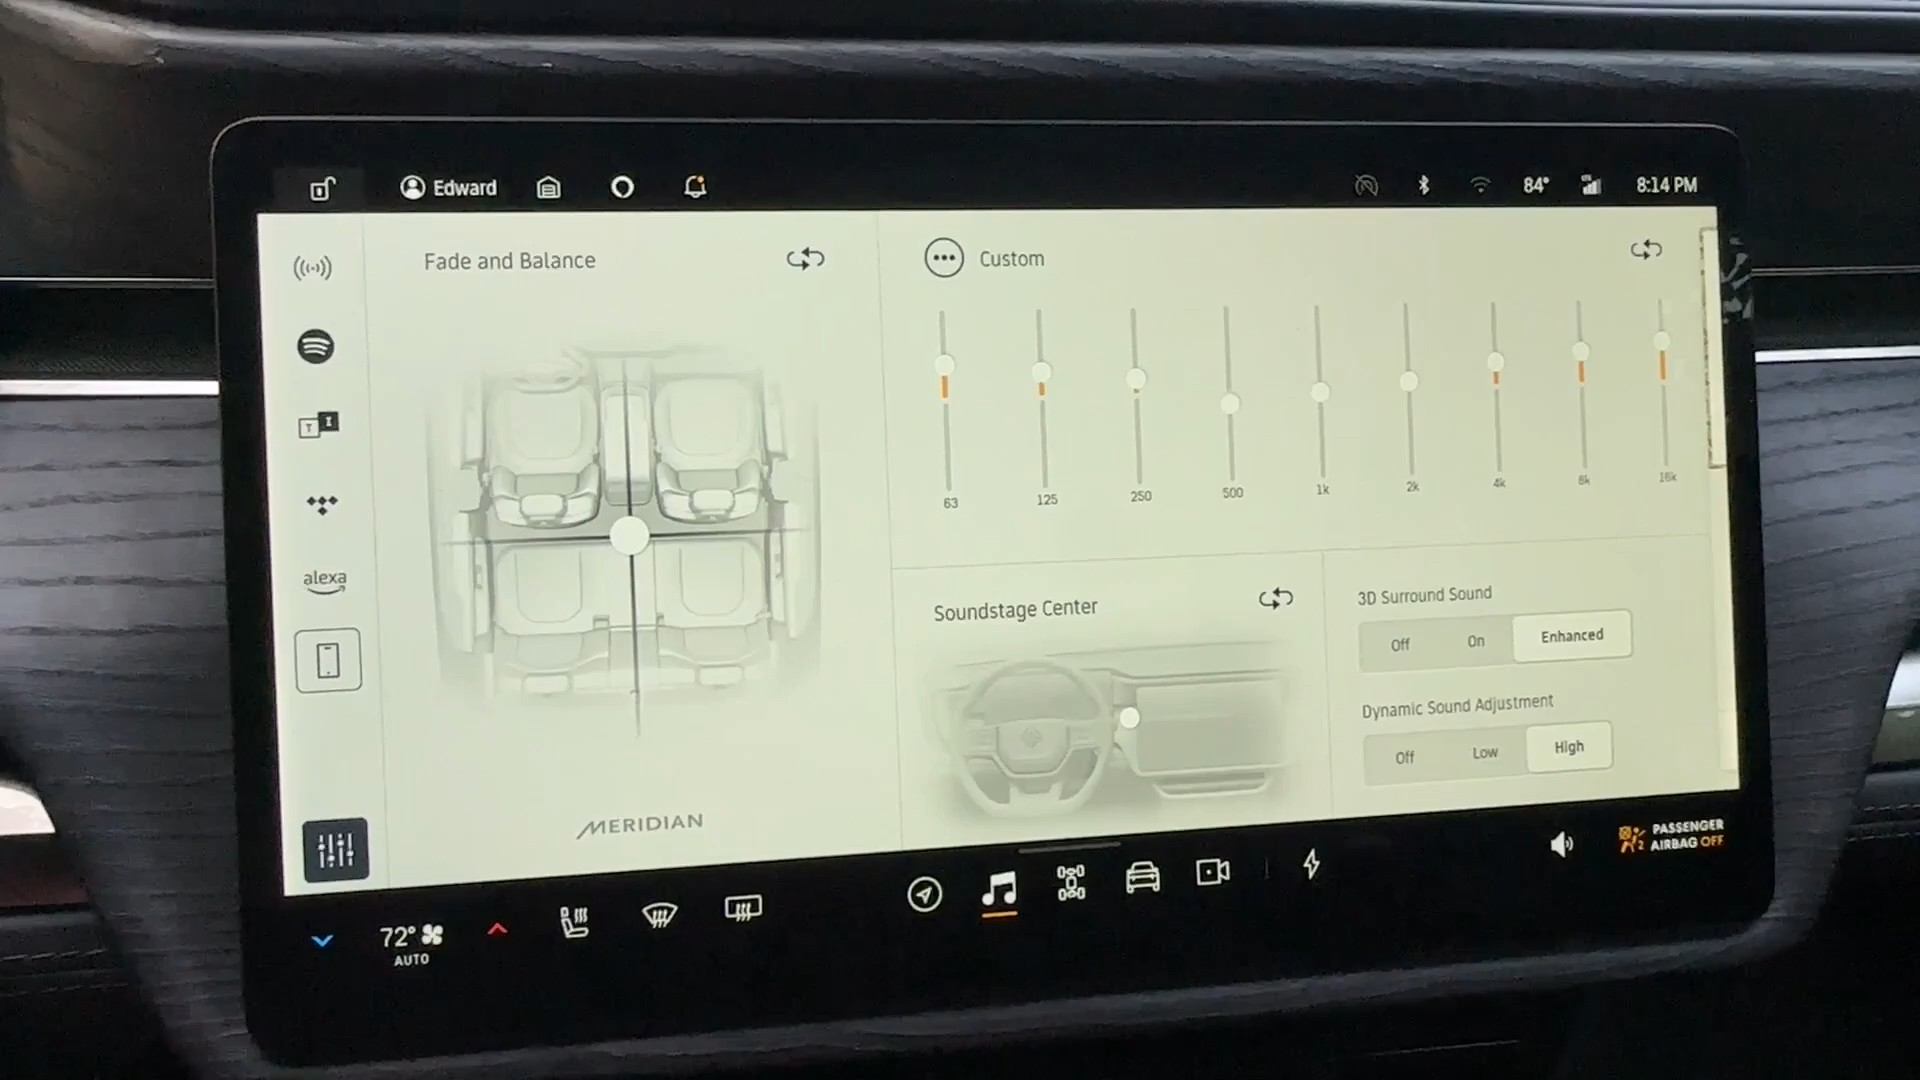 Edward
84°
LTE
8:14 PM
Fade and Balance
Custom
T
I
alexa
63
125
250
500
1k
2k
4k
8k
16k
Soundstage Center
3D Surround Sound
Off
On
Enhanced
Dynamic Sound Adjustment
Off
Low
High
MERIDIAN
72°
AUTO
PASSENGER
AIRBAG OFF
2